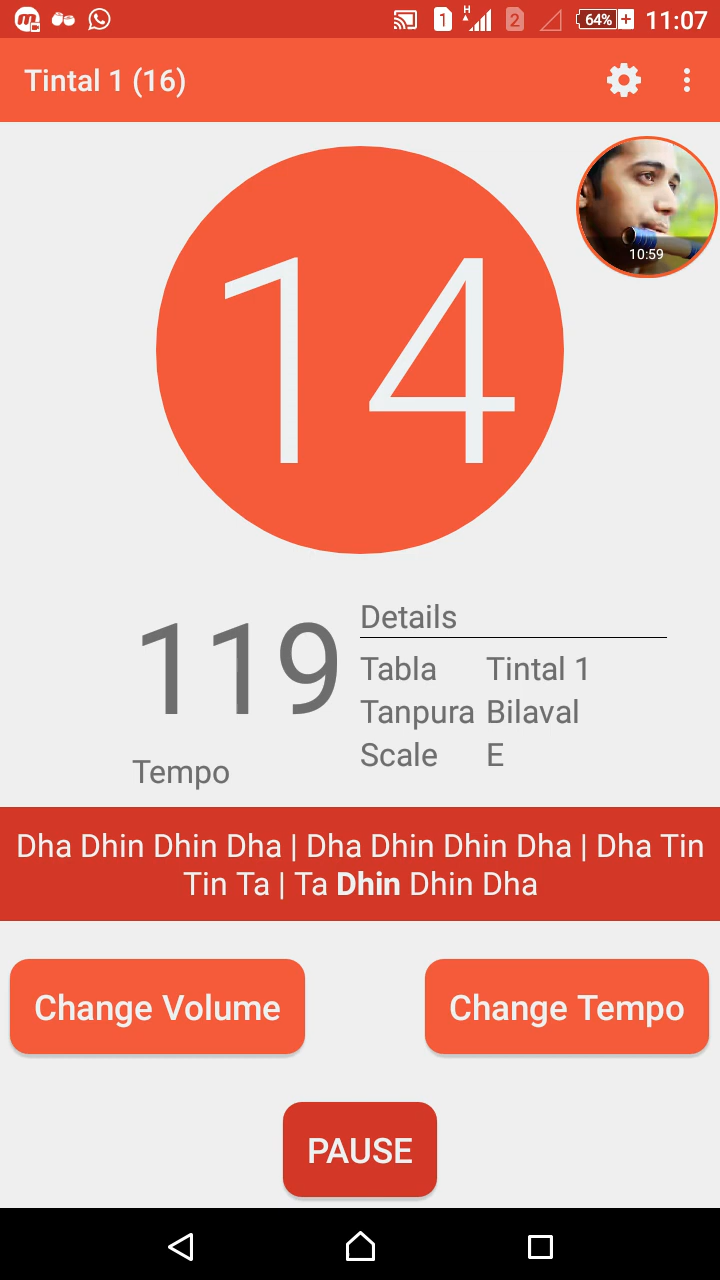 1 H 2 64% 11:07
Tintal 1 (16)
10:59
14
119
Tempo
Details
Tabla Tintal 1
Tanpura Bilaval
Scale E
Dha Dhin Dhin Dha | Dha Dhin Dhin Dha | Dha Tin
Tin Ta | Ta Dhin Dhin Dha
Change Volume
Change Tempo
PAUSE